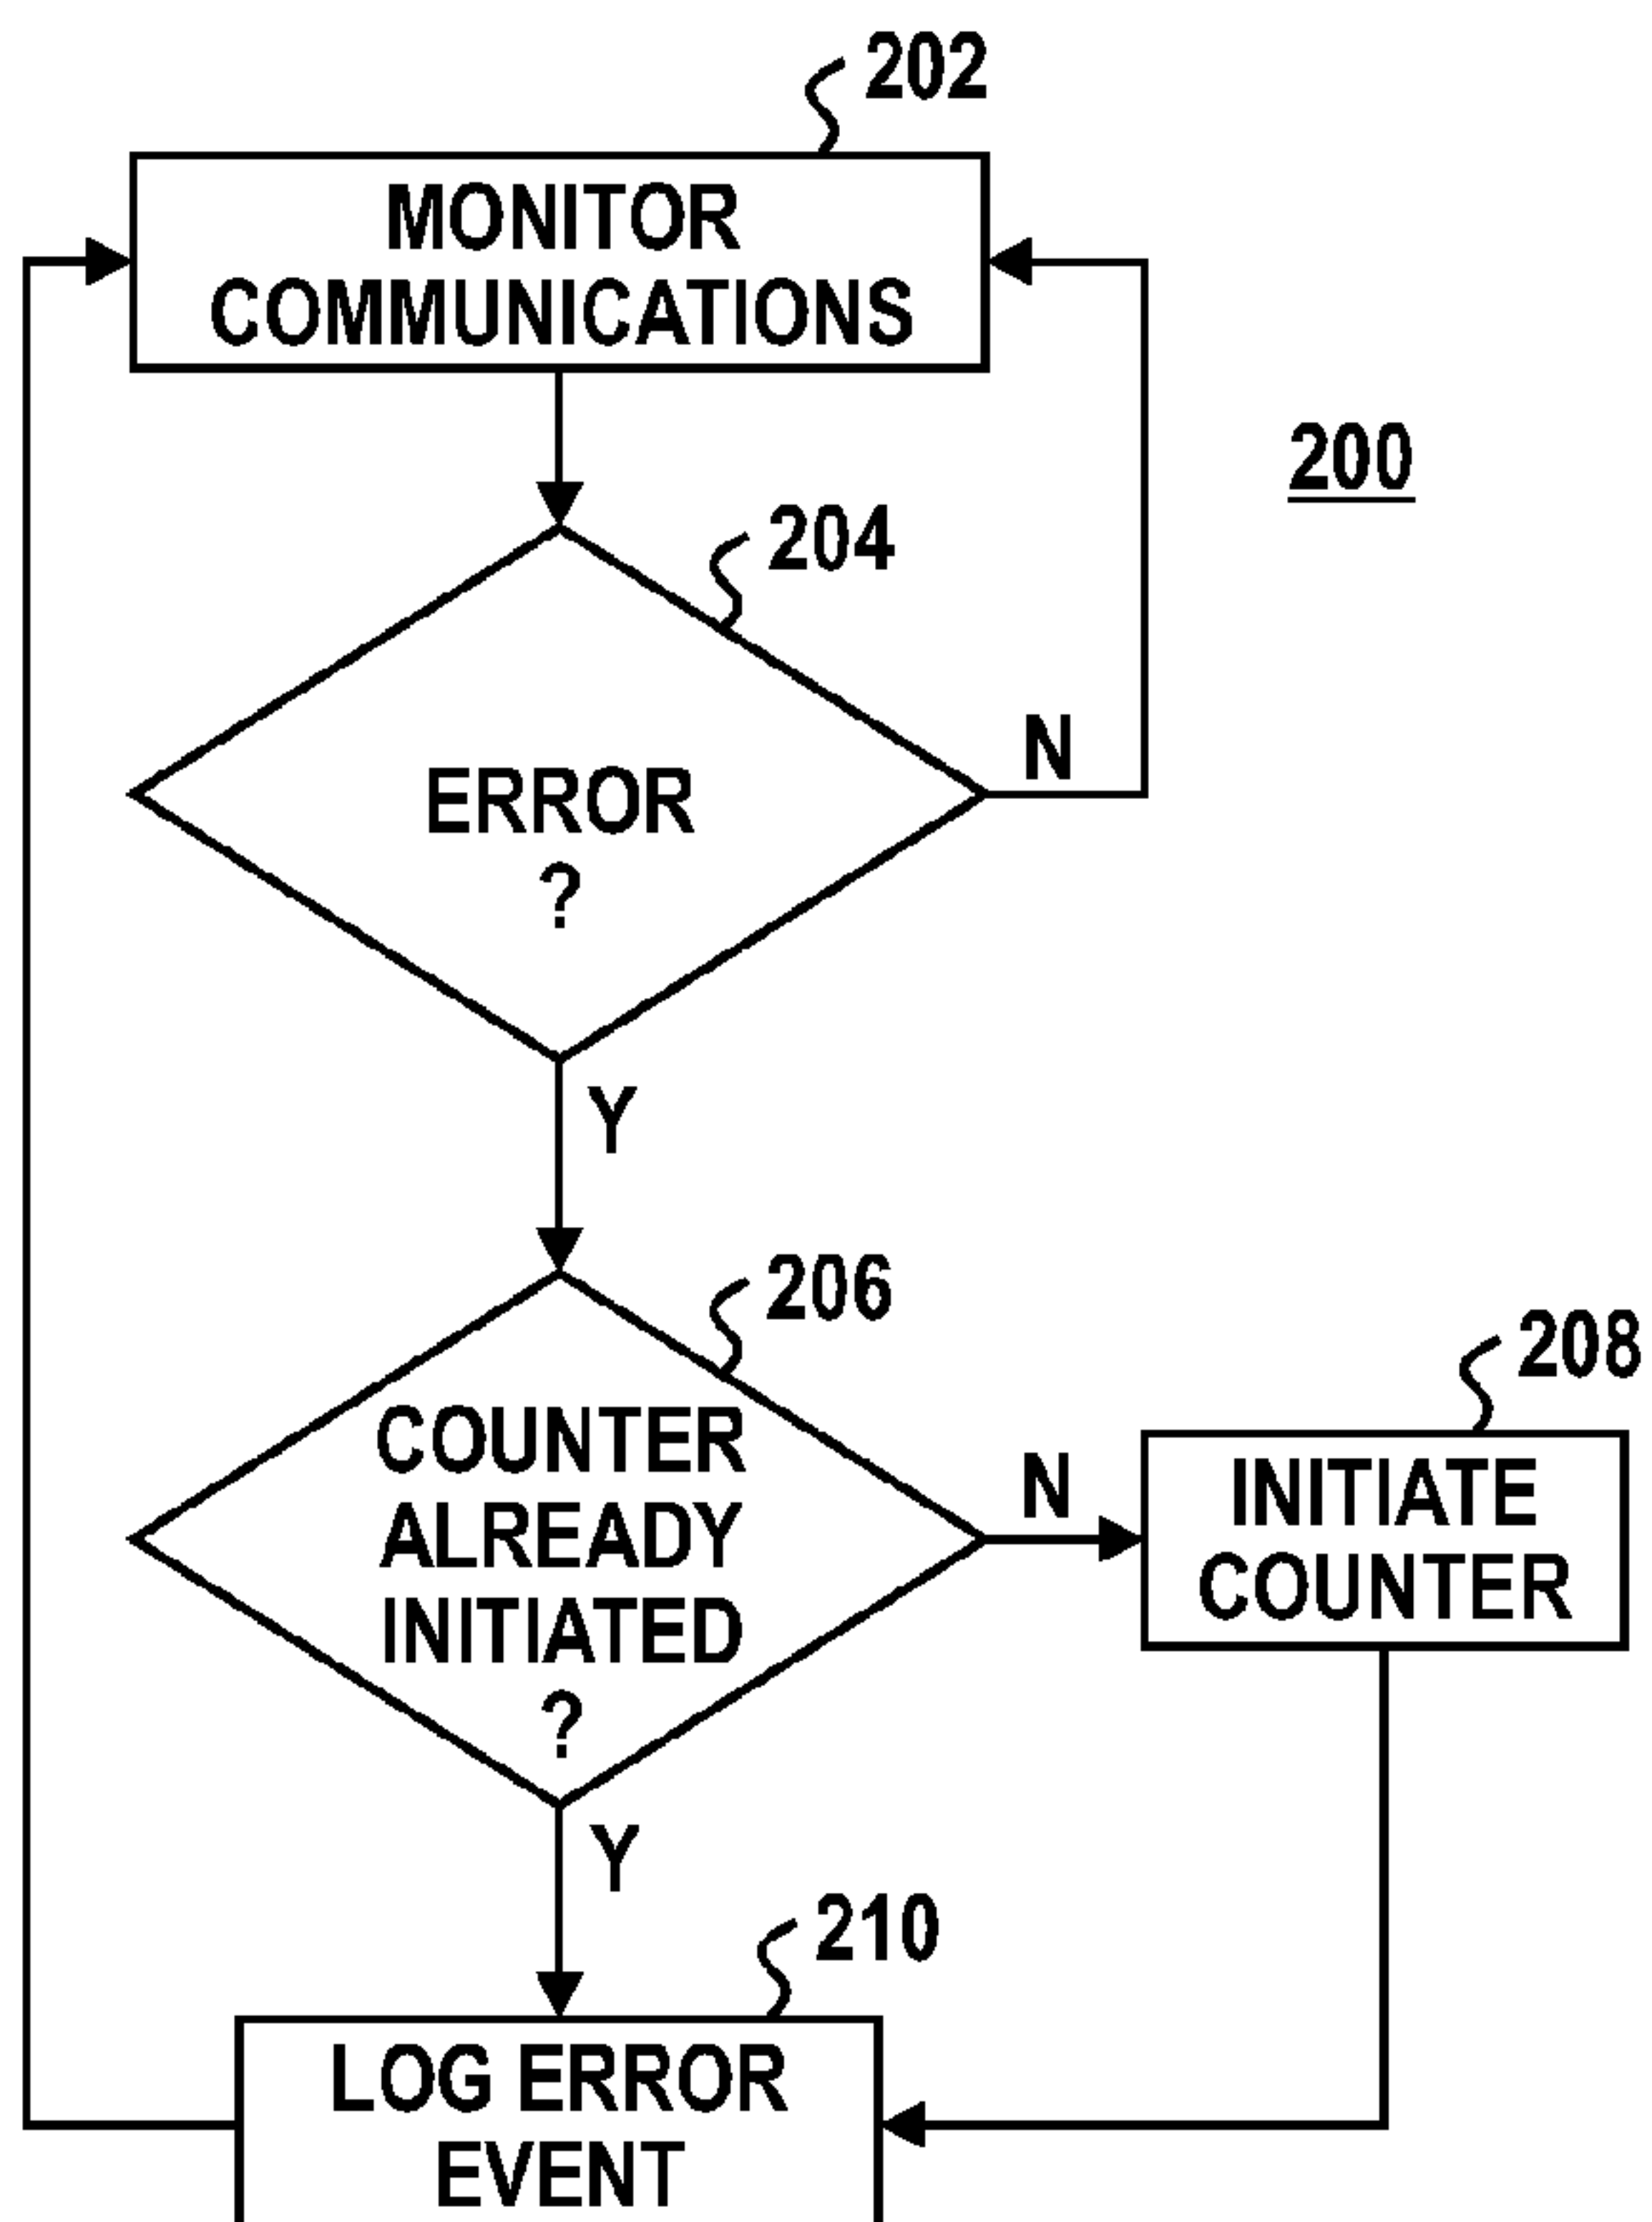 202
MONITOR
COMMUNICATIONS
200
204
ERROR
?
N
Y
206
COUNTER
ALREADY
INITIATED
?
N
208
INITIATE
COUNTER
Y
210
LOG ERROR
EVENT